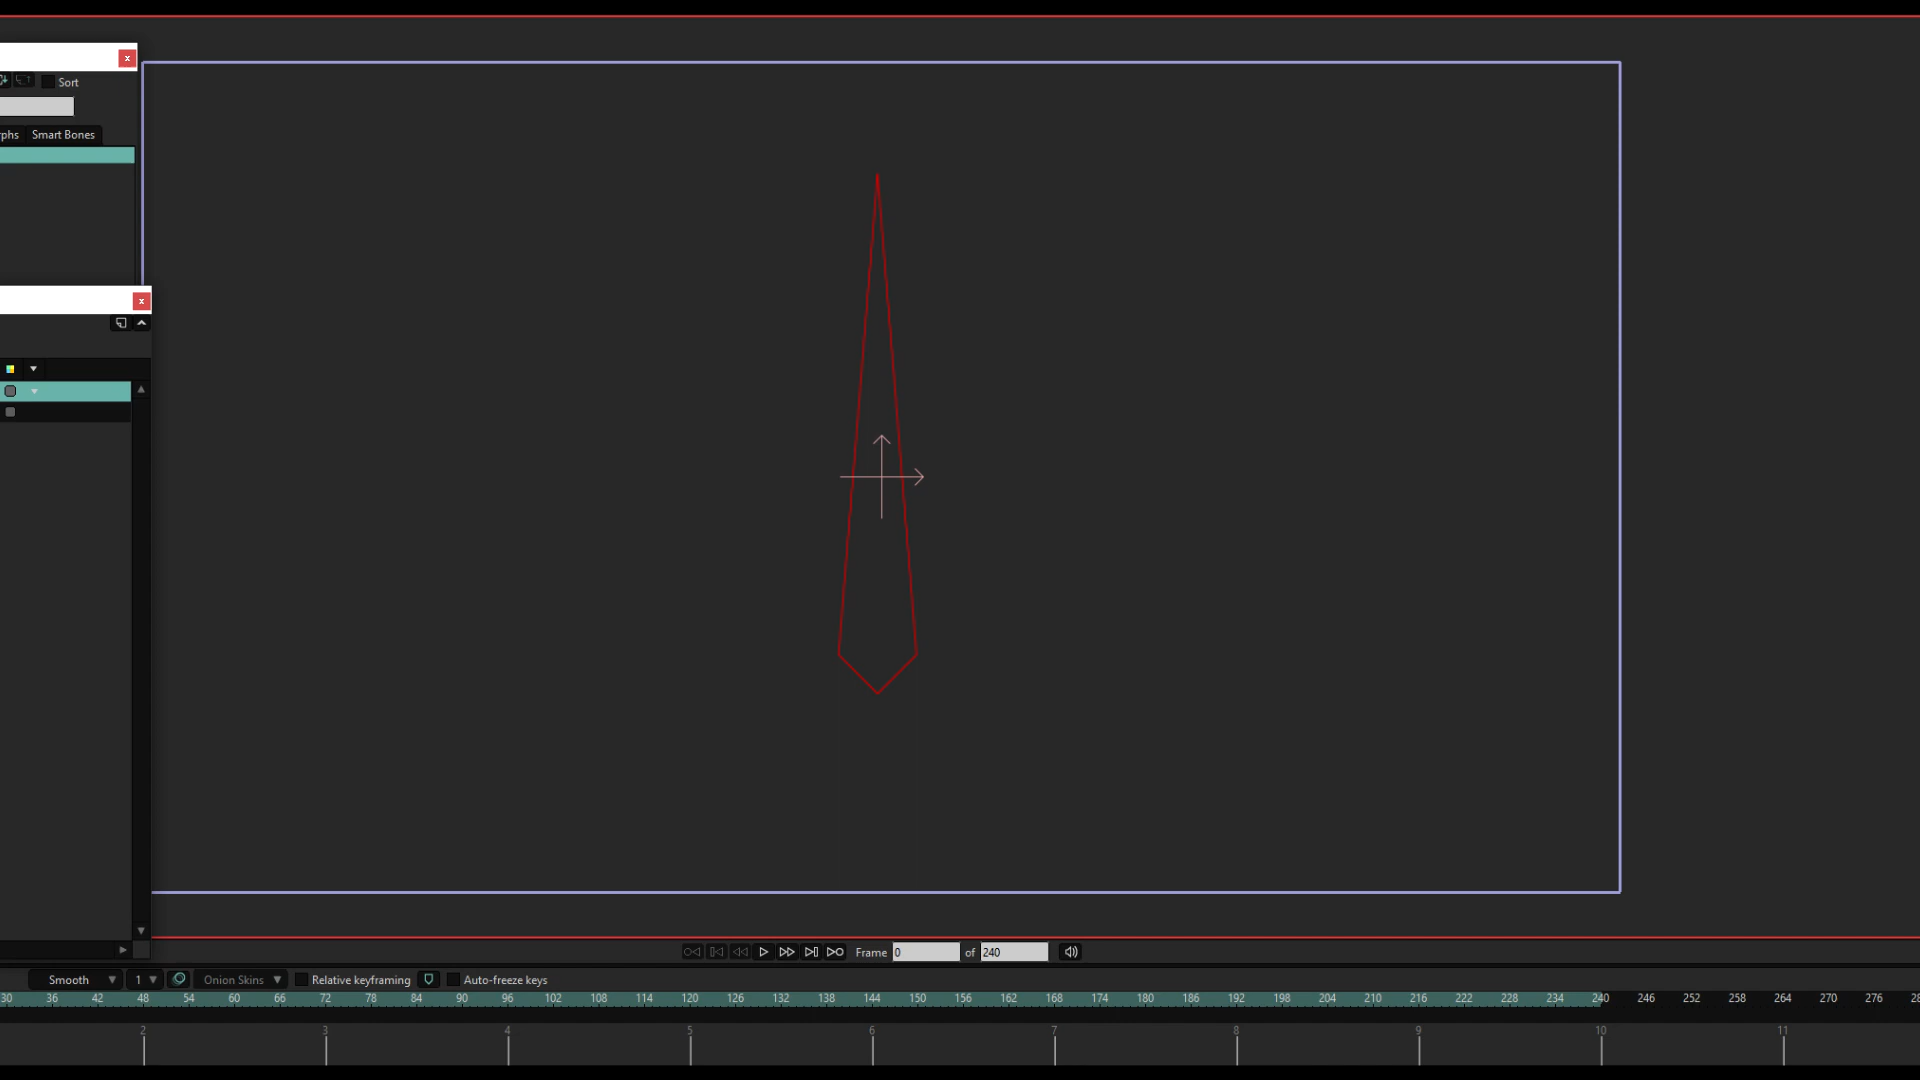 Sort
rphs Smart Bones
Frame 0 of 240
Smooth 1 Onion Skins Relative keyframing Auto-freeze keys
30 36 42 48 54 60 66 72 78 84 90 96 102 108 114 120 126 132 138 144 150 156 162 168 174 180 186 192 198 204 210 216 222 228 234 240 246 252 258 264 270 276
2 3 4 5 6 7 8 9 10 11